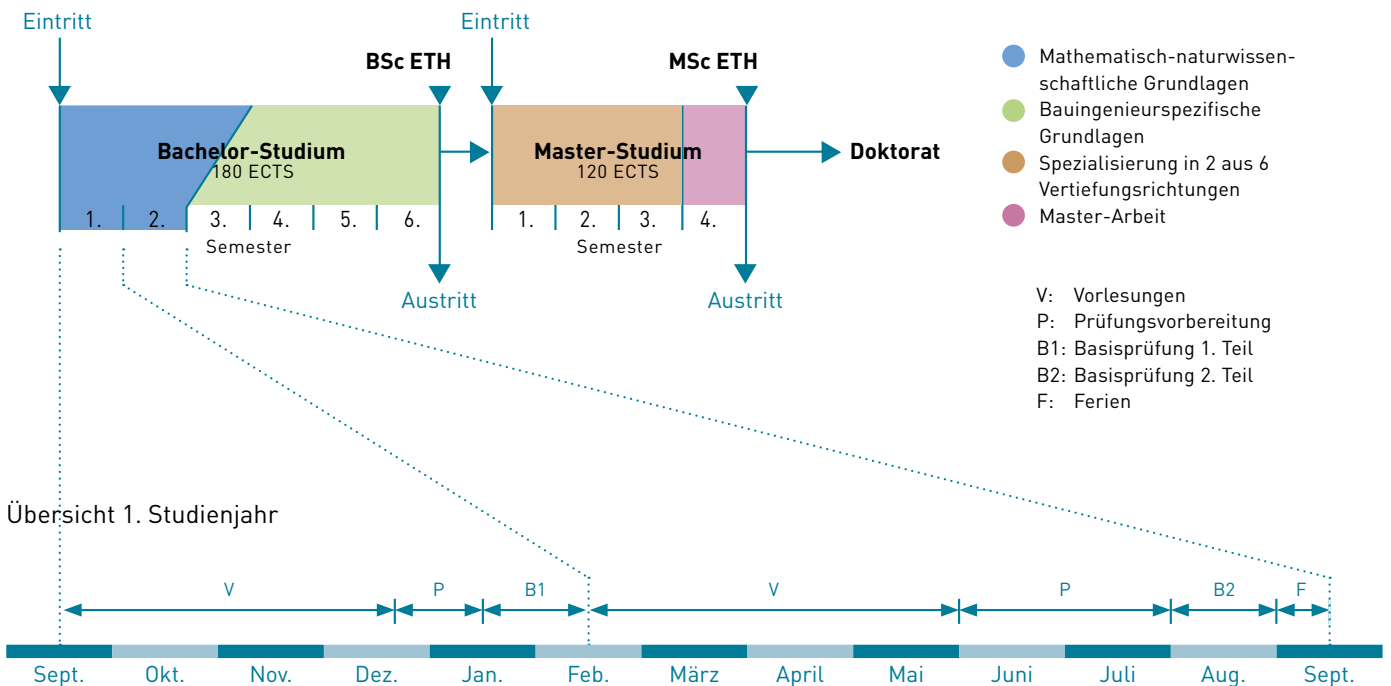 Eintritt
Eintritt
BSc ETH
MSc ETH
Bachelor-Studium
180 ECTS
Master-Studium
120 ECTS
Doktorat
1. 2. 3. 4. 5. 6.
Semester
1. 2. 3. 4.
Semester
Austritt
Austritt
Mathematisch-naturwissen-
schaftliche Grundlagen
Bauingenieurspezifische
Grundlagen
Spezialisierung in 2 aus 6
Vertiefungsrichtungen
Master-Arbeit
V: Vorlesungen
P: Prüfungsvorbereitung
B1: Basisprüfung 1. Teil
B2: Basisprüfung 2. Teil
F: Ferien
Übersicht 1. Studienjahr
V P B1 V P B2 F
Sept. Okt. Nov. Dez. Jan. Feb. März April Mai Juni Juli Aug. Sept.